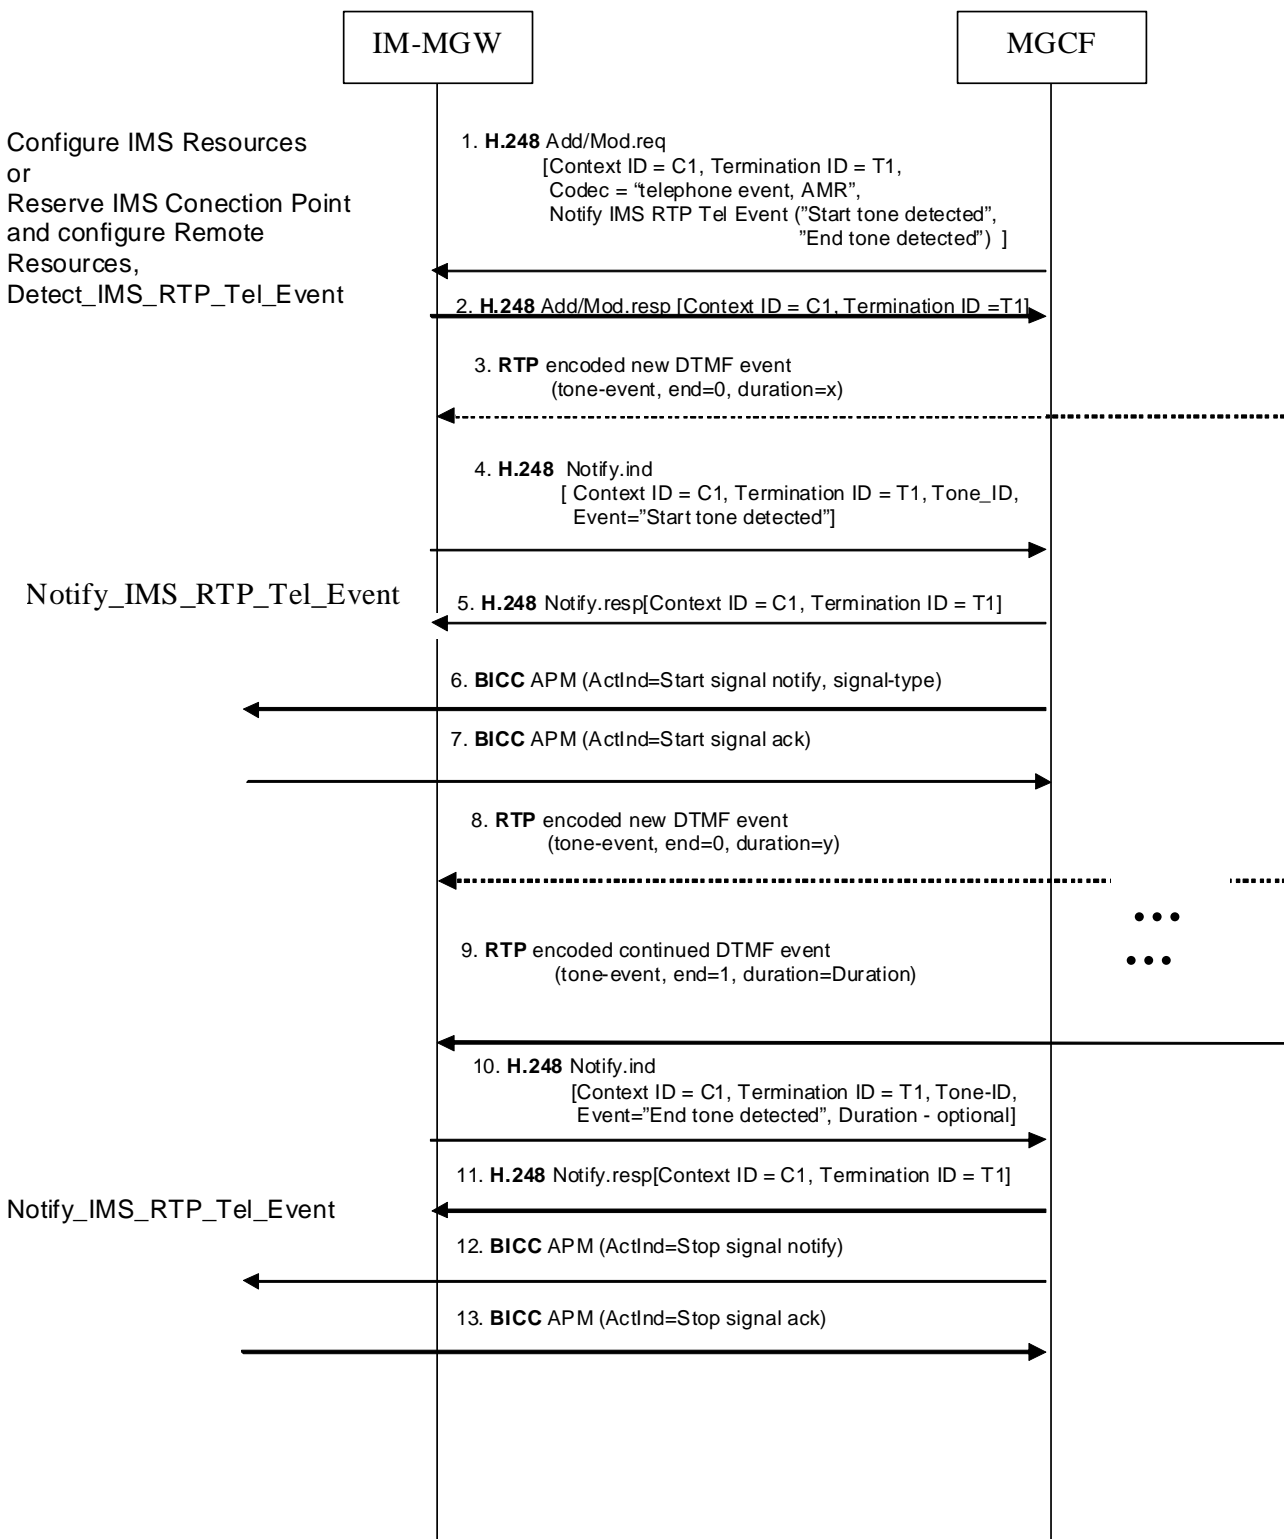 IM-MGW
MGCF
Configure IMS Resources
or
Reserve IMS Conection Point
and configure Remote
Resources,
Detect_IMS_RTP_Tel_Event
1. H.248 Add/Mod.req
[Context ID = C1, Termination ID = T1,
Codec = “telephone event, AMR”,
Notify IMS RTP Tel Event (”Start tone detected”,
”End tone detected”) ]
2. H.248 Add/Mod.resp [Context ID = C1, Termination ID =T1]
3. RTP encoded new DTMF event
(tone-event, end=0, duration=x)
4. H.248 Notify.ind
[ Context ID = C1, Termination ID = T1, Tone_ID,
Event=”Start tone detected”]
Notify_IMS_RTP_Tel_Event
5. H.248 Notify.resp[Context ID = C1, Termination ID = T1]
6. BICC APM (ActInd=Start signal notify, signal-type)
7. BICC APM (ActInd=Start signal ack)
8. RTP encoded new DTMF event
(tone-event, end=0, duration=y)
9. RTP encoded continued DTMF event
(tone-event, end=1, duration=Duration)
10. H.248 Notify.ind
[Context ID = C1, Termination ID = T1, Tone-ID,
Event=”End tone detected”, Duration - optional]
11. H.248 Notify.resp[Context ID = C1, Termination ID = T1]
Notify_IMS_RTP_Tel_Event
12. BICC APM (ActInd=Stop signal notify)
13. BICC APM (ActInd=Stop signal ack)